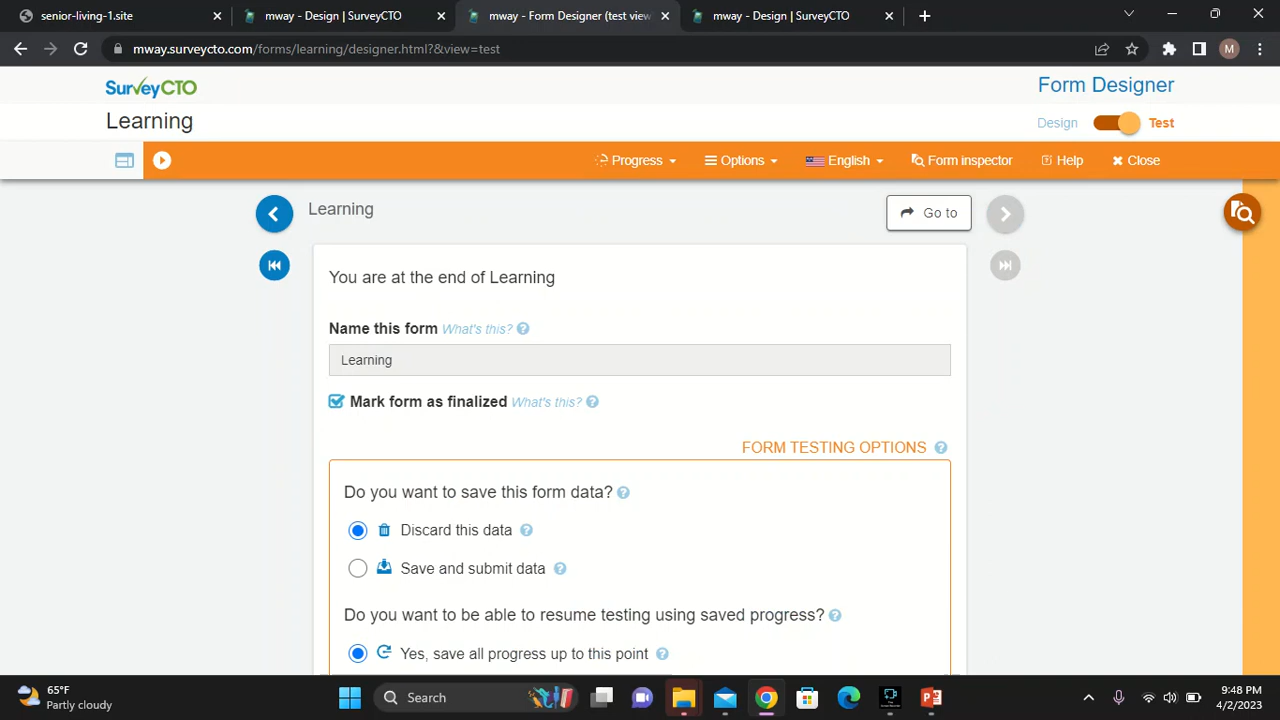 senior-living-1.site
mway - Design | SurveyCTO
mway - Form Designer (test view
mway - Design | SurveyCTO
mway.surveycto.com/forms/learning/designer.html?&view=test
M
SurveyCTO
Form Designer
Learning
Design
Test
Progress
Options
English
Form inspector
Help
Close
Learning
Go to
You are at the end of Learning
Name this form What's this?
Learning
Mark form as finalized What's this?
FORM TESTING OPTIONS
Do you want to save this form data?
Discard this data
Save and submit data
Do you want to be able to resume testing using saved progress?
Yes, save all progress up to this point
65°F
Partly cloudy
Search
9:48 PM
4/2/2023